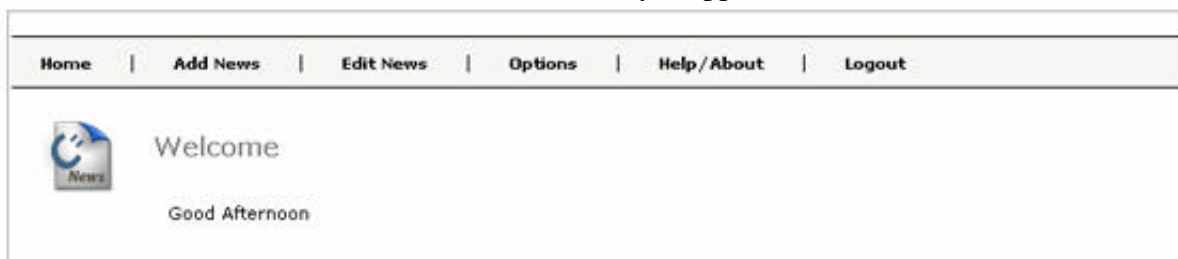 Home | Add News | Edit News | Options | Help/About | Logout
Welcome
News
Good Afternoon